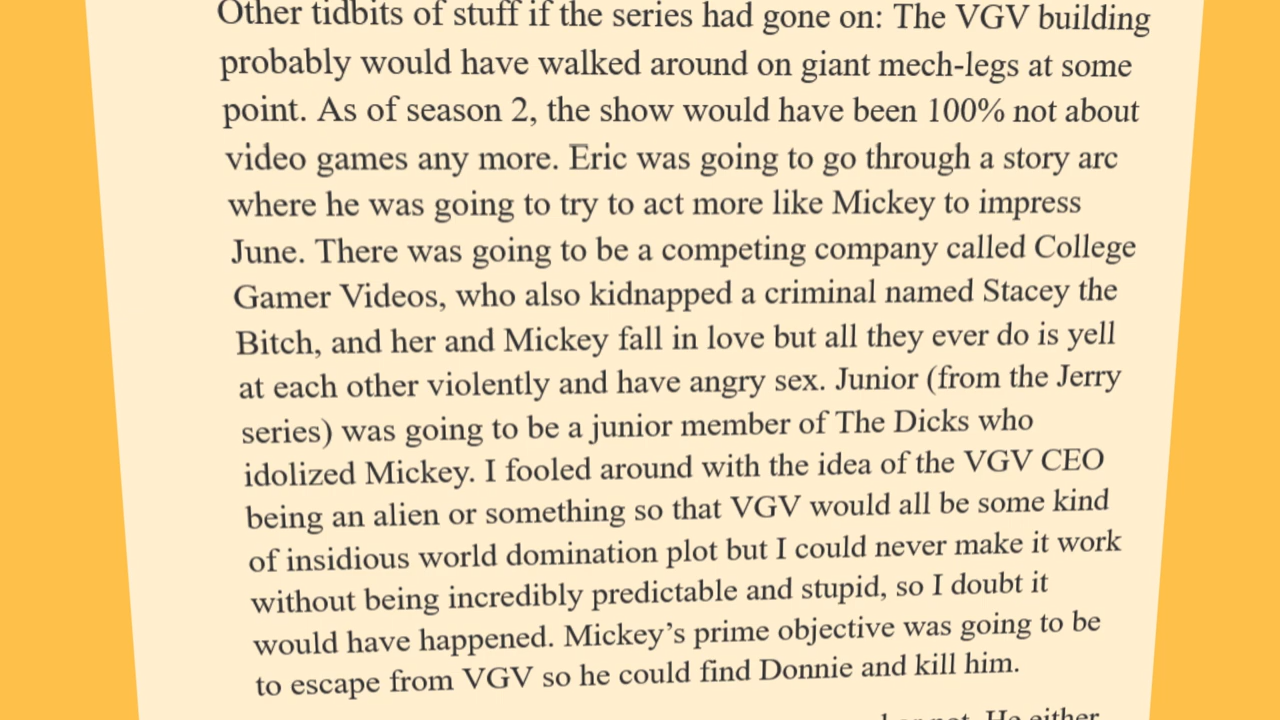 Other tidbits of stuff if the series had gone on: The VGV building
probably would have walked around on giant mech-legs at some
point. As of season 2, the show would have been 100% not about
video games any more. Eric was going to go through a story arc
where he was going to try to act more like Mickey to impress
June. There was going to be a competing company called College
Gamer Videos, who also kidnapped a criminal named Stacey the
Bitch, and her and Mickey fall in love but all they ever do is yell
at each other violently and have angry sex. Junior (from the Jerry
series) was going to be a junior member of The Dicks who
idolized Mickey. I fooled around with the idea of the VGV CEO
being an alien or something so that VGV would all be some kind
of insidious world domination plot but I could never make it work
without being incredibly predictable and stupid, so I doubt it
would have happened. Mickey’s prime objective was going to be
to escape from VGV so he could find Donnie and kill him.
not. He either